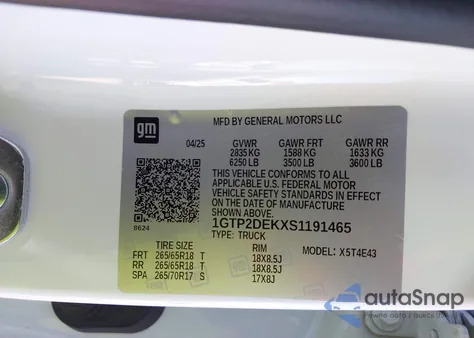 gm
MFD BY GENERAL MOTORS LLC
04/25 GVWR GAWR FRT GAWR RR
2835 KG 1588 KG 1633 KG
6250 LB 3500 LB 3600 LB
THIS VEHICLE CONFORMS TO ALL
APPLICABLE U.S. FEDERAL MOTOR
VEHICLE SAFETY STANDARDS IN EFFECT
ON THE DATE OF MANUFACTURE
SHOWN ABOVE.
8624 1GTP2DEKXS1191465
TYPE: TRUCK
TIRE SIZE RIM MODEL: X5T4E43
FRT 265/65R18 T 18X8.5J
RR 265/65R18 T 18X8.5J
SPA 265/70R17 S 17X8J
autoSnap